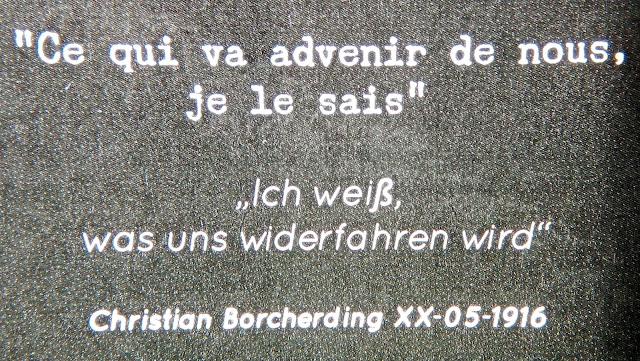 "Ce qui va advenir de nous,
je le sais"
„Ich weiß,
was uns widerfahren wird“
Christian Borcherding XX-05-1916